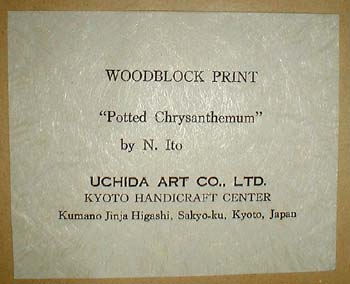 WOODBLOCK PRINT
"Potted Chrysanthemum"
by N. Ito
UCHIDA ART CO., LTD.
KYOTO HANDICRAFT CENTER
Kumano Jinja Higashi, Sakyo-ku, Kyoto, Japan